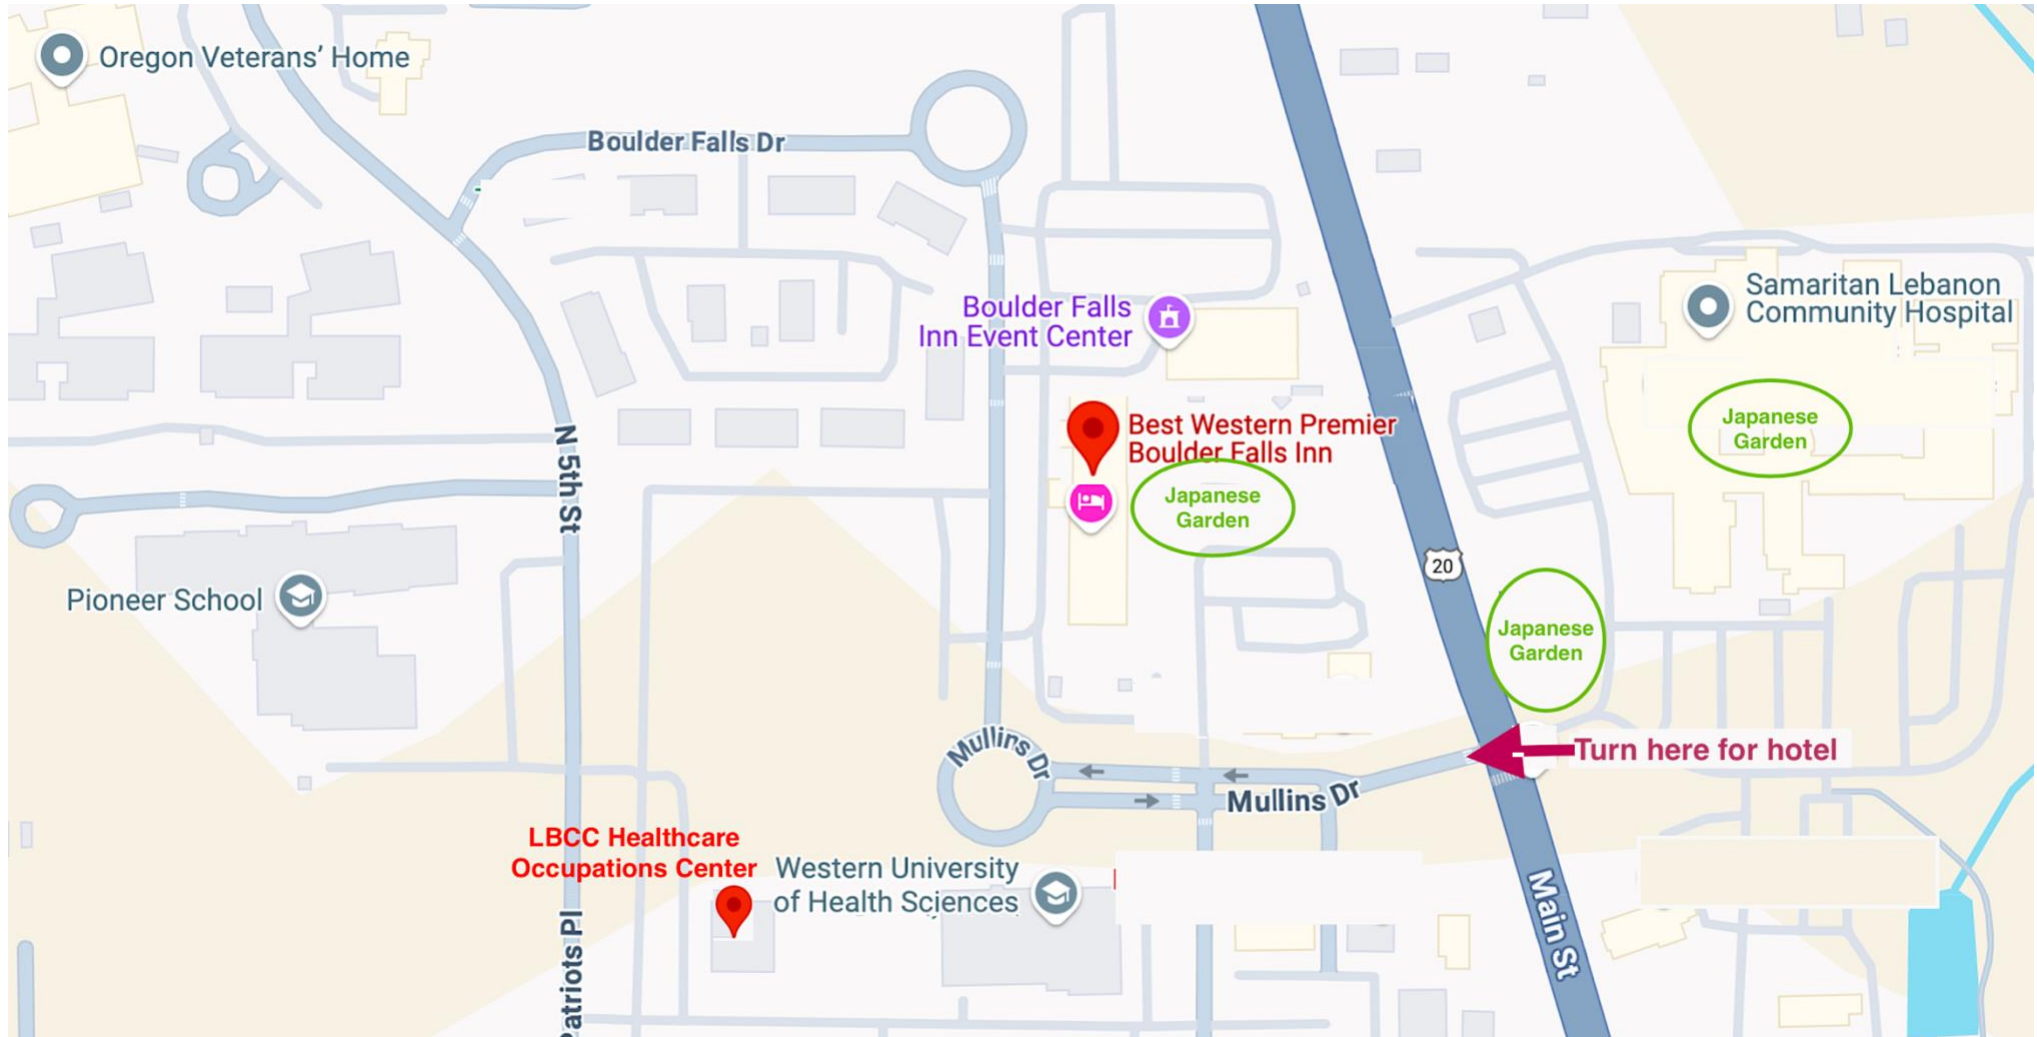 Oregon Veterans' Home
Boulder Falls Dr
Boulder Falls
Inn Event Center
Samaritan Lebanon
Community Hospital
Best Western Premier
Boulder Falls Inn
Japanese
Garden
Japanese
Garden
N 5th St
20
Pioneer School
Japanese
Garden
Mullins Dr
Turn here for hotel
Mullins Dr
LBCC Healthcare
Occupations Center
Western University
of Health Sciences
Main St
Patriots Pl